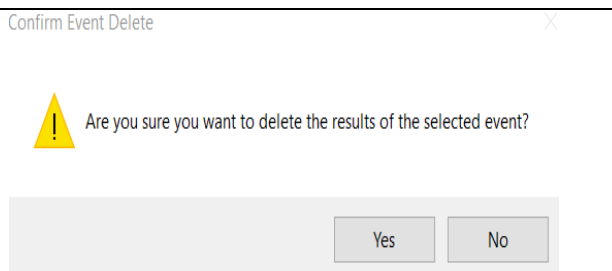 Confirm Event Delete X
! Are you sure you want to delete the results of the selected event?
Yes No